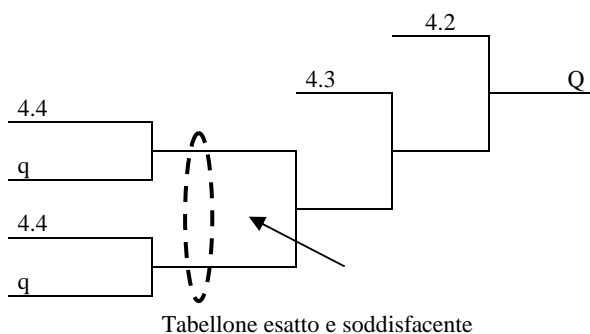 4.2
4.3
Q
4.4
q
4.4
q
Tabellone esatto e soddisfacente